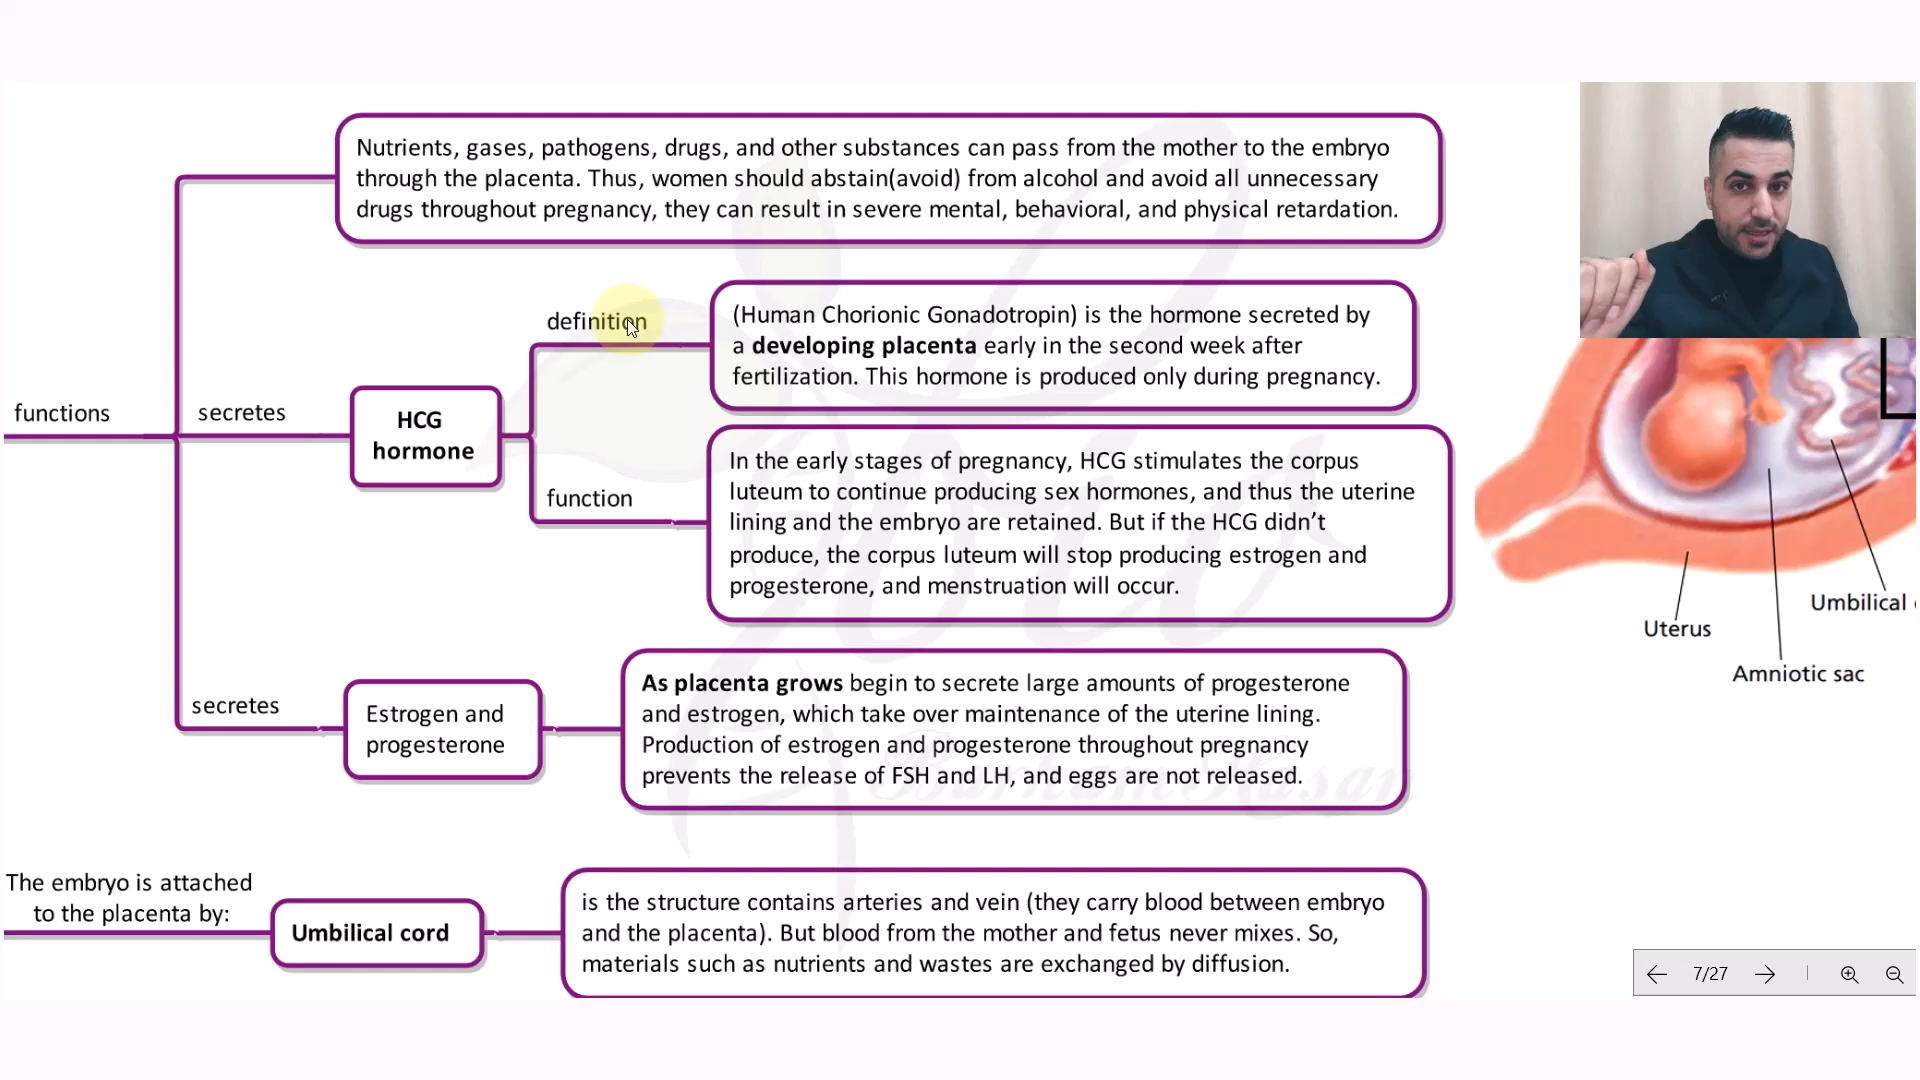 Nutrients, gases, pathogens, drugs, and other substances can pass from the mother to the embryo
through the placenta. Thus, women should abstain(avoid) from alcohol and avoid all unnecessary
drugs throughout pregnancy, they can result in severe mental, behavioral, and physical retardation.
definition
(Human Chorionic Gonadotropin) is the hormone secreted by
a developing placenta early in the second week after
fertilization. This hormone is produced only during pregnancy.
functions
secretes
HCG
hormone
function
In the early stages of pregnancy, HCG stimulates the corpus
luteum to continue producing sex hormones, and thus the uterine
lining and the embryo are retained. But if the HCG didn’t
produce, the corpus luteum will stop producing estrogen and
progesterone, and menstruation will occur.
secretes
Estrogen and
progesterone
As placenta grows begin to secrete large amounts of progesterone
and estrogen, which take over maintenance of the uterine lining.
Production of estrogen and progesterone throughout pregnancy
prevents the release of FSH and LH, and eggs are not released.
The embryo is attached
to the placenta by:
Umbilical cord
is the structure contains arteries and vein (they carry blood between embryo
and the placenta). But blood from the mother and fetus never mixes. So,
materials such as nutrients and wastes are exchanged by diffusion.
Umbilical
Uterus
Amniotic sac
7/27